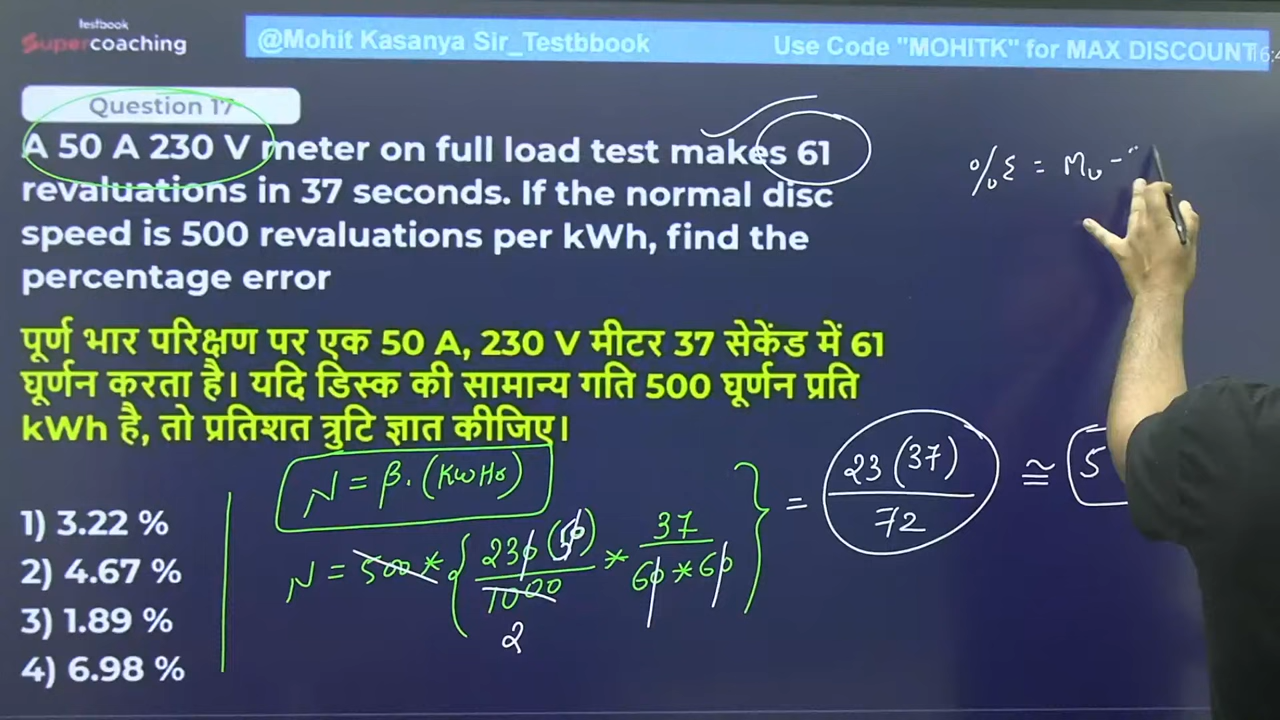 testbook
Supercoaching
@Mohit Kasanya Sir_Testbbook
Use Code "MOHITK" for MAX DISCOUNT
Question 17
A 50 A 230 V meter on full load test makes 61
revaluations in 37 seconds. If the normal disc
speed is 500 revaluations per kWh, find the
percentage error
%ε = Mv -
पूर्ण भार परिक्षण पर एक 50 A, 230 V मीटर 37 सेकेंड में 61
घूर्णन करता है। यदि डिस्क की सामान्य गति 500 घूर्णन प्रति
kWh है, तो प्रतिशत त्रुटि ज्ञात कीजिए।
1) 3.22 %
2) 4.67 %
3) 1.89 %
4) 6.98 %
N = β. (KWHr)
N = 500 * { 230 (50) / 1000 * 37 / 60 * 60 } = 23 (37) / 72 ≅ 5
2